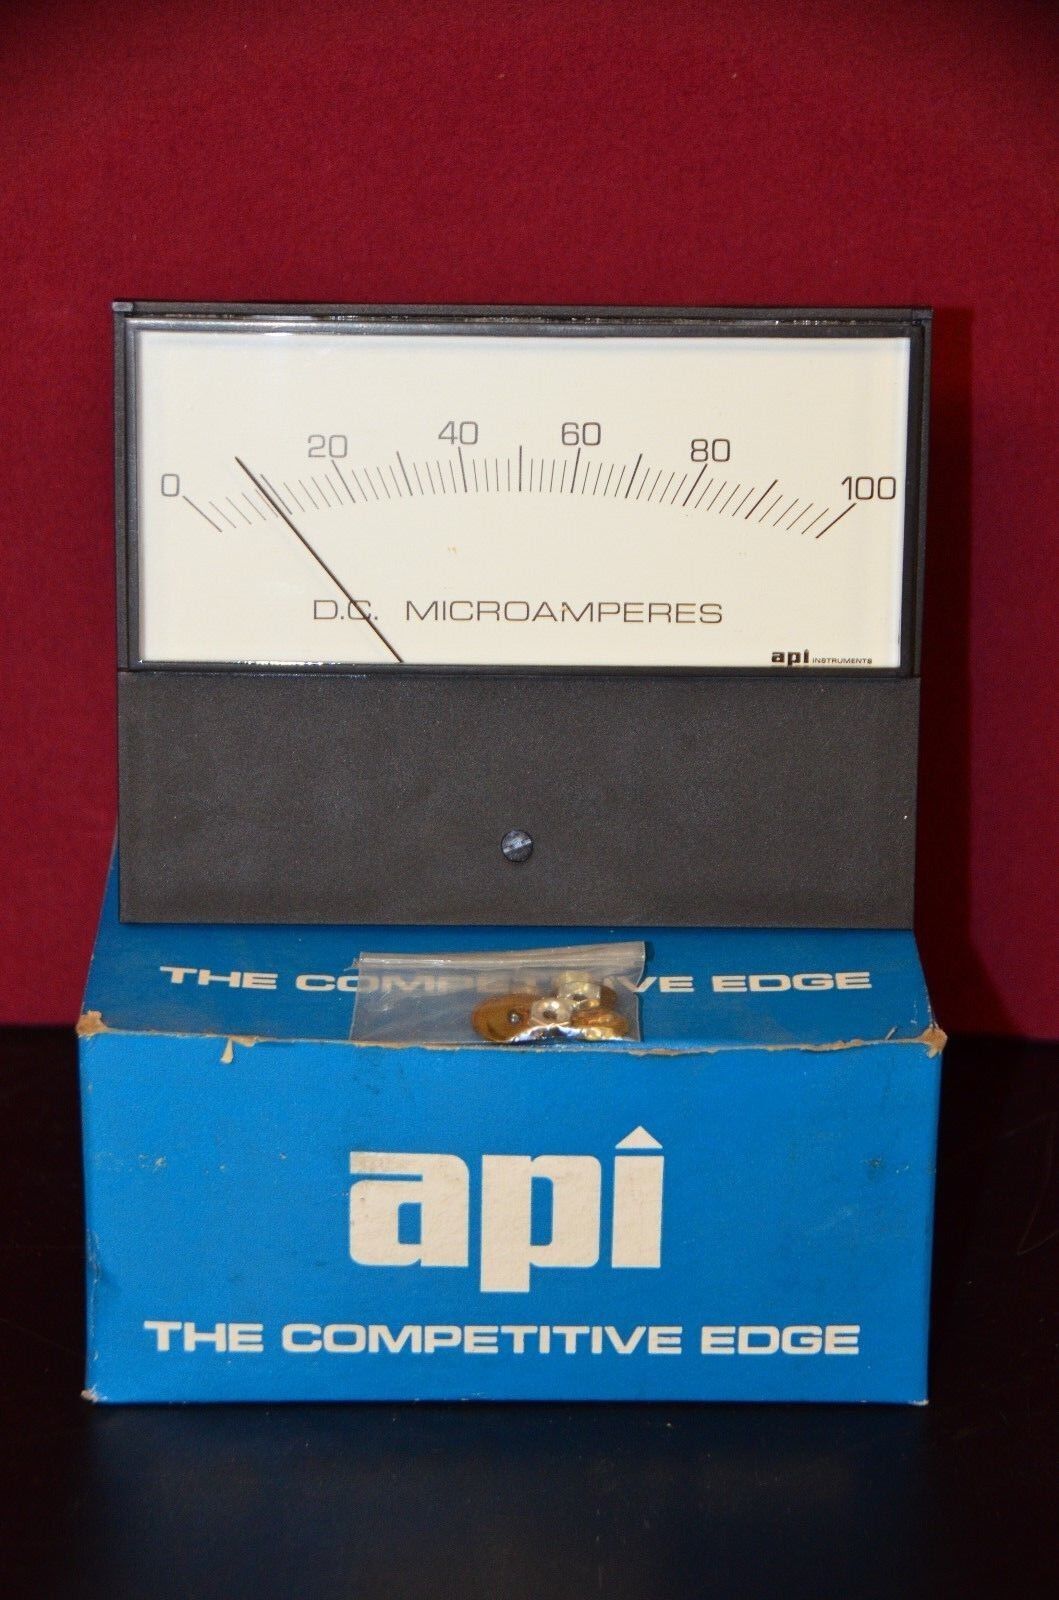 0 20 40 60 80 100
D.C. MICROAMPERES
api INSTRUMENTS
THE COMPETITIVE EDGE
api
THE COMPETITIVE EDGE